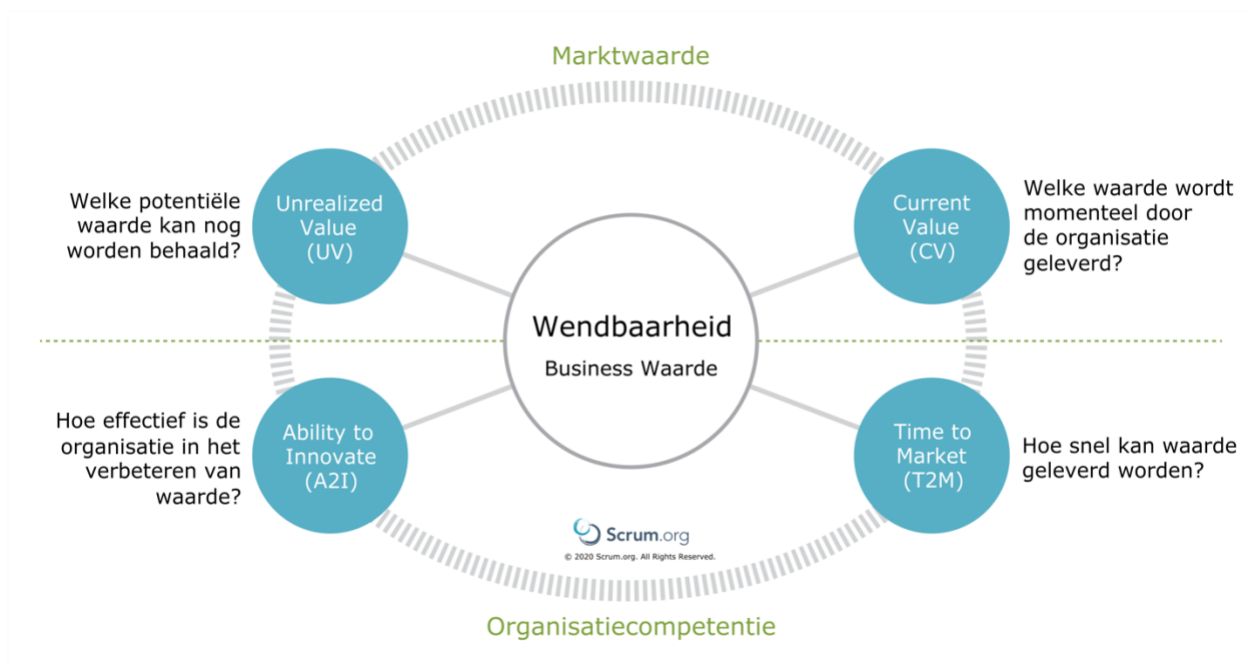 Marktwaarde
Welke potentiële
waarde kan nog
worden behaald?
Unrealized
Value
(UV)
Current
Value
(CV)
Welke waarde wordt
momenteel door
de organisatie
geleverd?
Wendbaarheid
Business Waarde
Hoe effectief is de
organisatie in het
verbeteren van
waarde?
Ability to
Innovate
(A2I)
Time to
Market
(T2M)
Hoe snel kan waarde
geleverd worden?
Scrum.org
© 2020 Scrum.org. All Rights Reserved.
Organisatiecompetentie